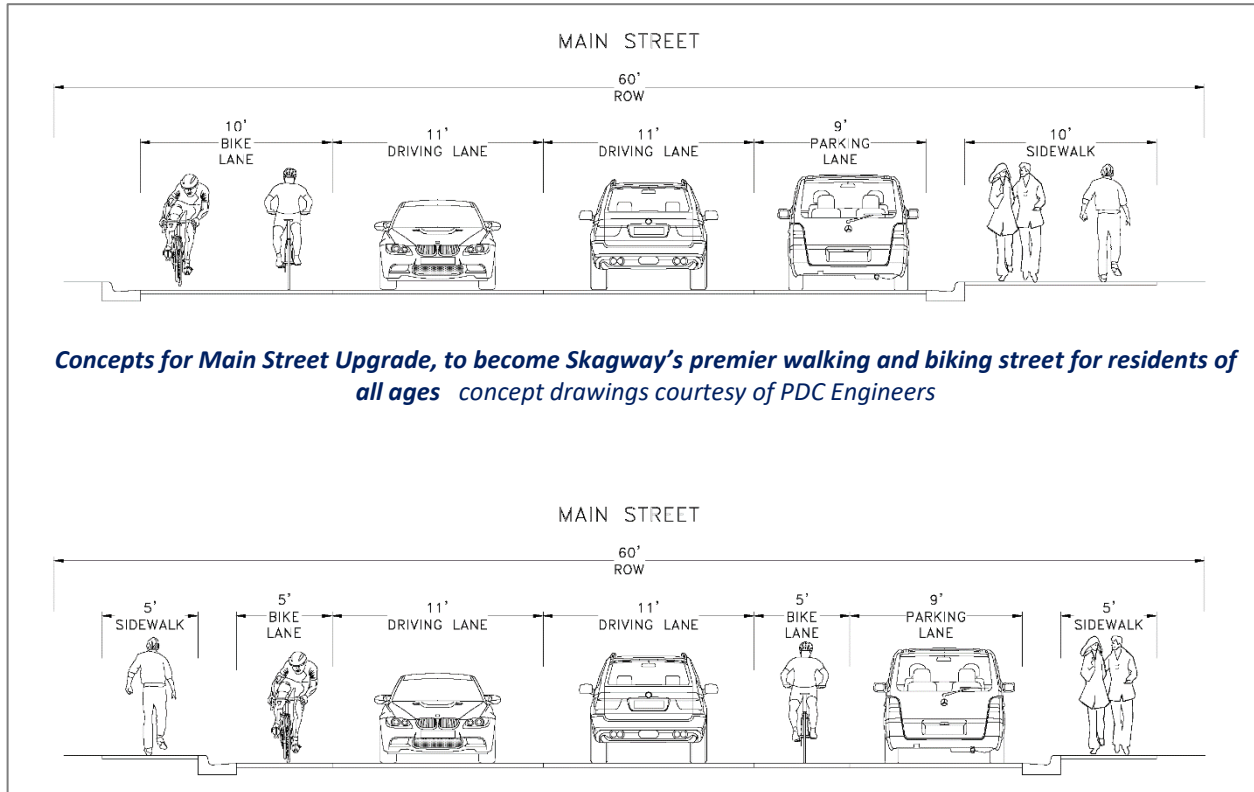 MAIN STREET
60'
ROW
10'
BIKE
LANE
11'
DRIVING LANE
11'
DRIVING LANE
9'
PARKING
LANE
10'
SIDEWALK
Concepts for Main Street Upgrade, to become Skagway's premier walking and biking street for residents of
all ages concept drawings courtesy of PDC Engineers
MAIN STREET
60'
ROW
5'
SIDEWALK
5'
BIKE
LANE
11'
DRIVING LANE
11'
DRIVING LANE
5'
BIKE
LANE
9'
PARKING
LANE
5'
SIDEWALK